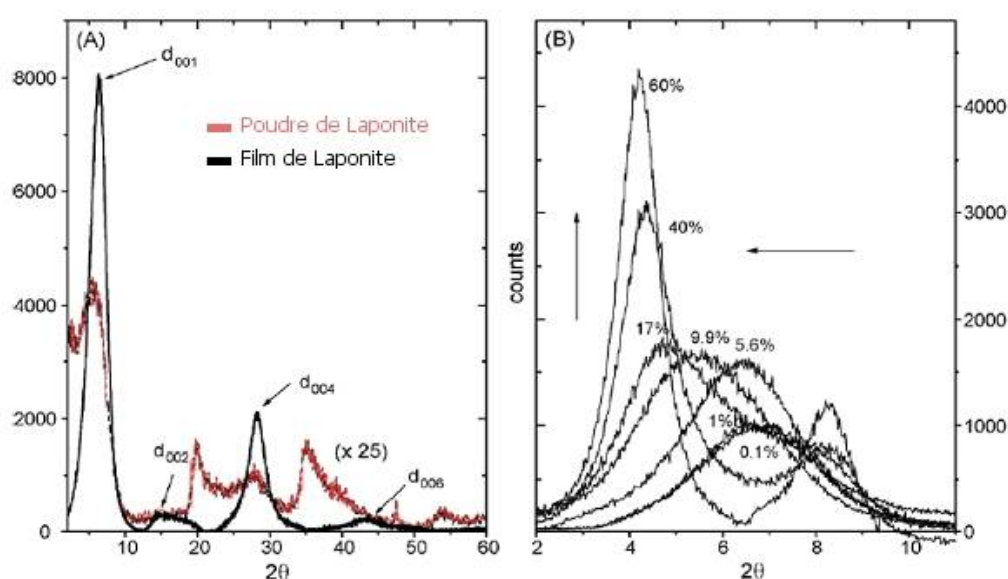 (A)
d001
Poudre de Laponite
Film de Laponite
d004
(x 25)
d002
d006
8000
6000
4000
2000
0
10
20
30
40
50
60
2θ
(B)
60%
40%
17%
9.9%
5.6%
1%
0.1%
counts
4000
3000
2000
1000
0
2
4
6
8
10
2θ